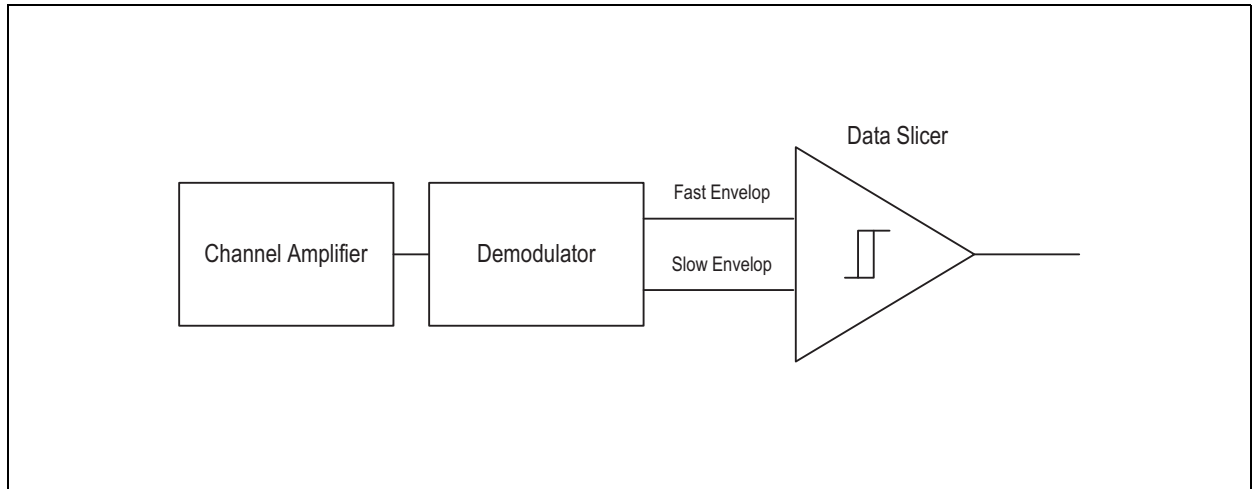 Data Slicer
Fast Envelop
Channel Amplifier
Demodulator
Slow Envelop